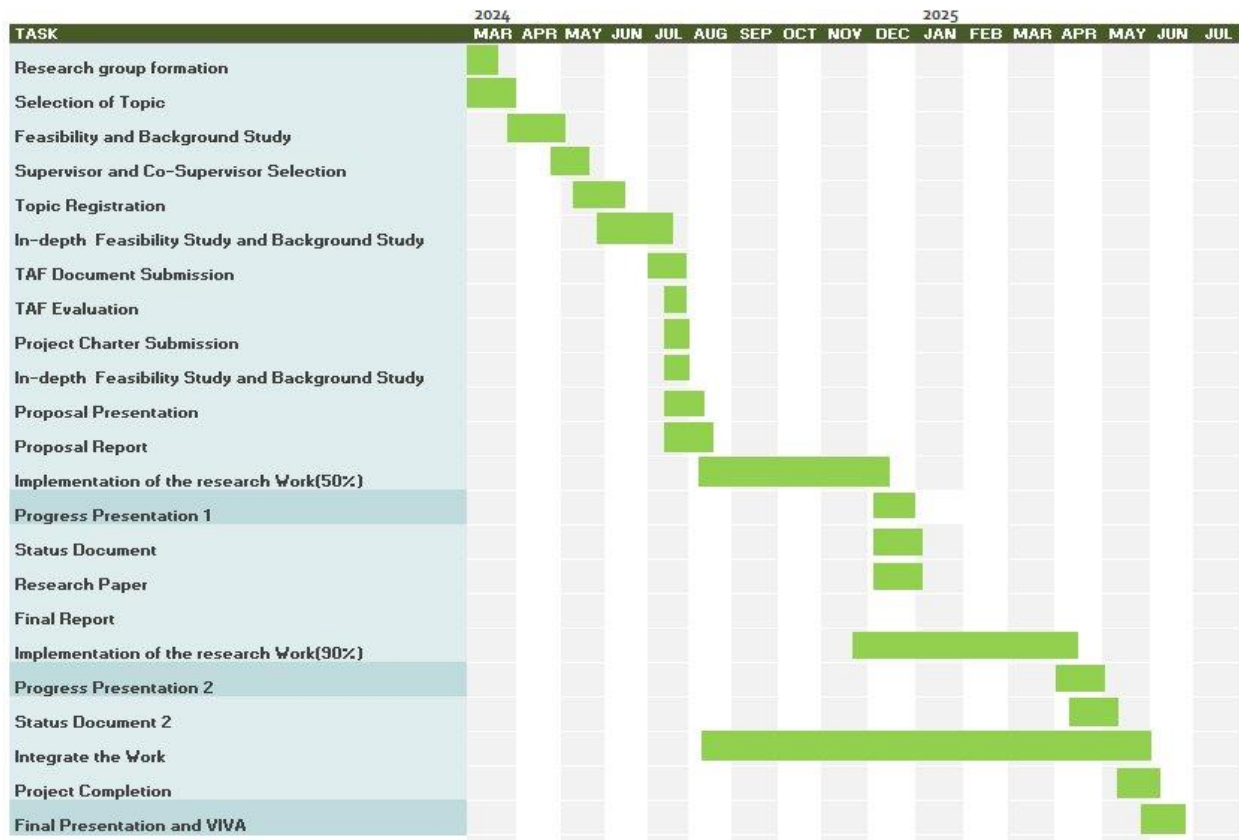 2024 2025
TASK MAR APR MAY JUN JUL AUG SEP OCT NOV DEC JAN FEB MAR APR MAY JUN JUL
Research group formation
Selection of Topic
Feasibility and Background Study
Supervisor and Co-Supervisor Selection
Topic Registration
In-depth Feasibility Study and Background Study
TAF Document Submission
TAF Evaluation
Project Charter Submission
In-depth Feasibility Study and Background Study
Proposal Presentation
Proposal Report
Implementation of the research Work(50%)
Progress Presentation 1
Status Document
Research Paper
Final Report
Implementation of the research Work(90%)
Progress Presentation 2
Status Document 2
Integrate the Work
Project Completion
Final Presentation and VIVA